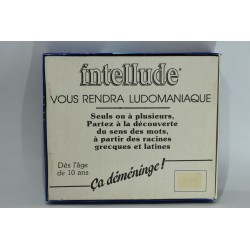 intellude®
VOUS RENDRA LUDOMANIAQUE
Seuls ou à plusieurs,
Partez à la découverte
du sens des mots,
à partir des racines
grecques et latines
Dès l'âge
de 10 ans
Ça déméninge!